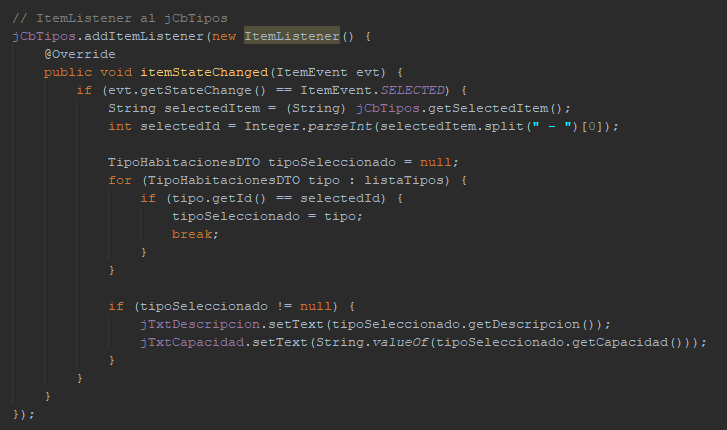 // ItemListener al jCbTipos
jCbTipos.addItemListener(new ItemListener() {
    @Override
    public void itemStateChanged(ItemEvent evt) {
        if (evt.getStateChange() == ItemEvent.SELECTED) {
            String selectedItem = (String) jCbTipos.getSelectedItem();
            int selectedId = Integer.parseInt(selectedItem.split(" - ")[0]);

            TipoHabitacionesDTO tipoSeleccionado = null;
            for (TipoHabitacionesDTO tipo : listaTipos) {
                if (tipo.getId() == selectedId) {
                    tipoSeleccionado = tipo;
                    break;
                }
            }

            if (tipoSeleccionado != null) {
                jTxtDescripcion.setText(tipoSeleccionado.getDescripcion());
                jTxtCapacidad.setText(String.valueOf(tipoSeleccionado.getCapacidad()));
            }
        }
    }
});